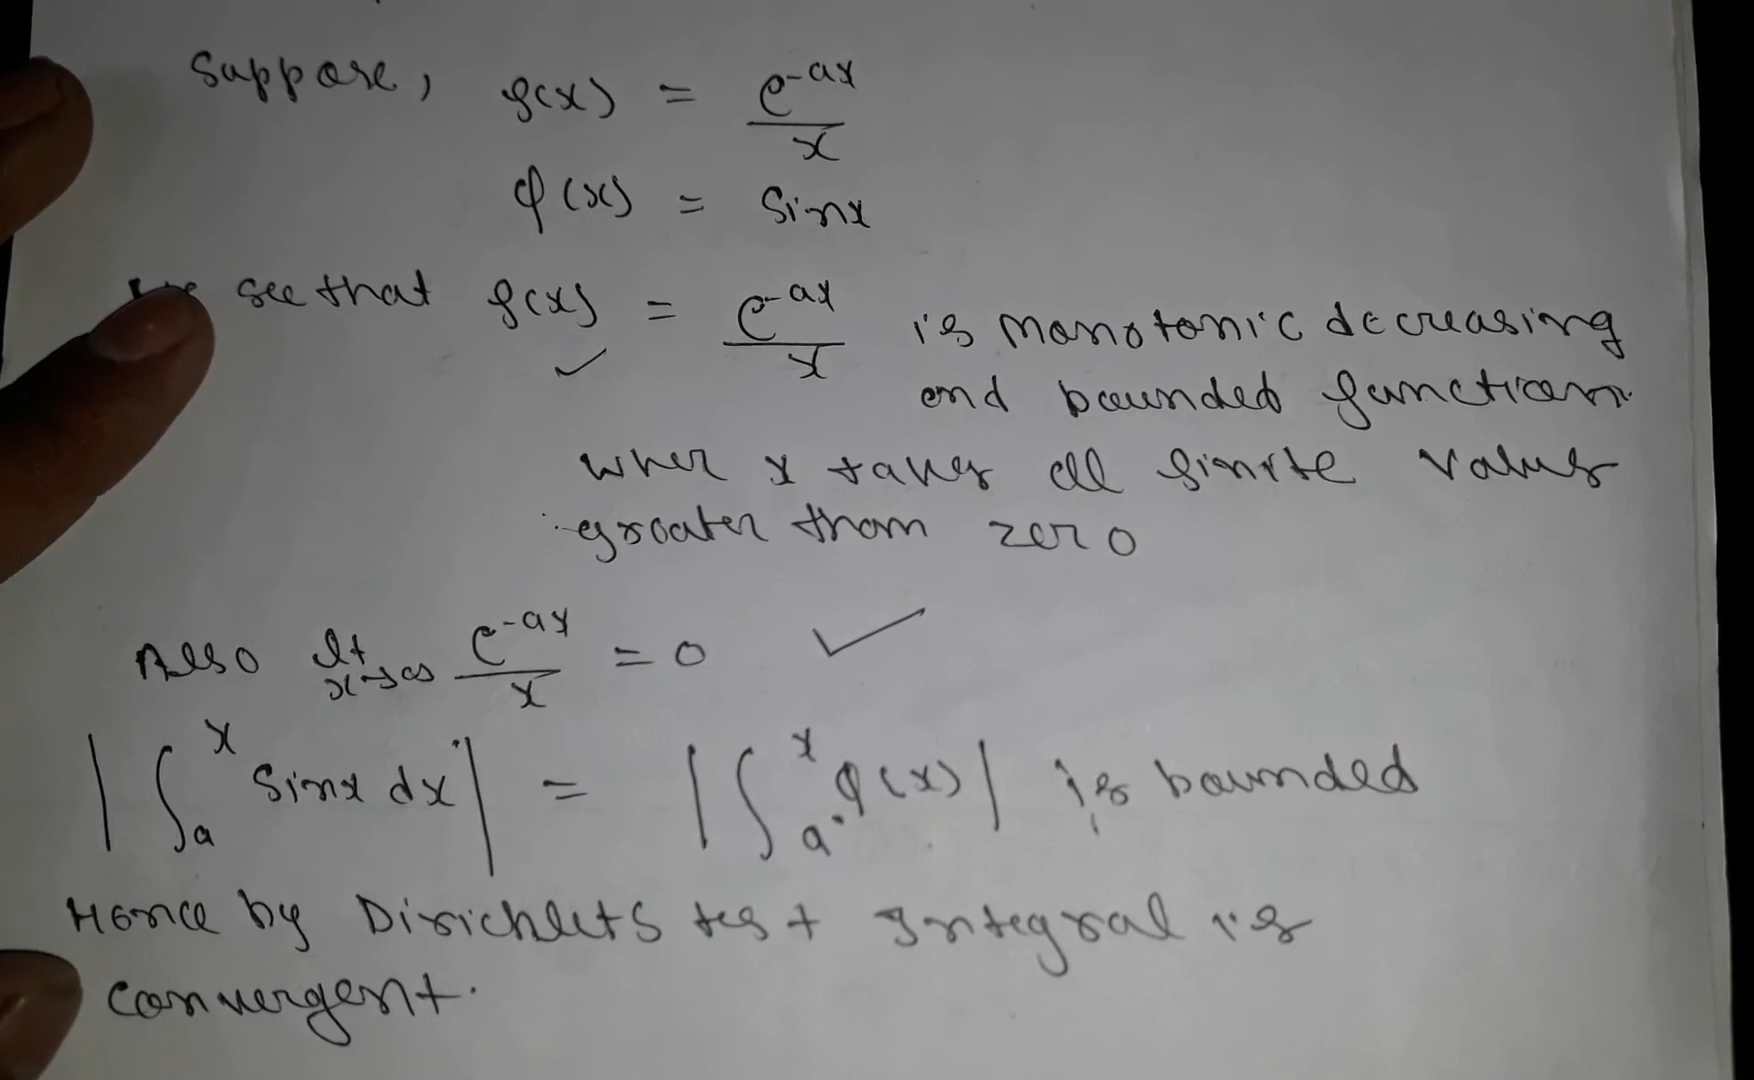 Suppose, f(x) = e^-ax / x
φ(x) = Sinx
see that f(x) = e^-ax / x is monotonic decreasing
and bounded function
when x takes all finite values
greater than zero
Also lt x→∞ e^-ax / x = 0
|∫_a^x Sinx dx| = |∫_a^x φ(x)| is bounded
Hence by Dirichlets test Integral is
convergent.